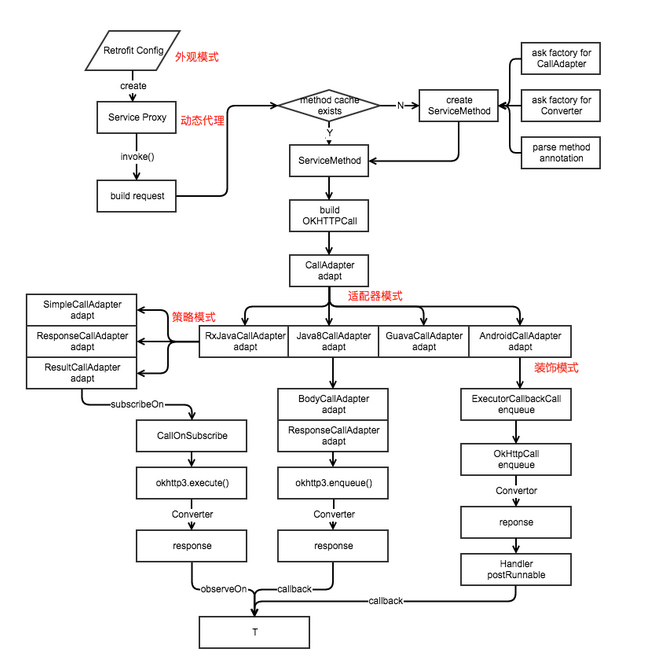 Retrofit Config
外观模式
create
Service Proxy
动态代理
invoke()
build request
method cache
exists
N
Y
create
ServiceMethod
ask factory for
CallAdapter
ask factory for
Converter
parse method
annotation
ServiceMethod
build
OKHTTPCall
CallAdapter
adapt
适配器模式
策略模式
SimpleCallAdapter
adapt
ResponseCallAdapter
adapt
ResultCallAdapter
adapt
RxJavaCallAdapter
adapt
Java8CallAdapter
adapt
GuavaCallAdapter
adapt
AndroidCallAdapter
adapt
装饰模式
subscribeOn
CallOnSubscribe
okhttp3.execute()
Converter
response
observeOn
BodyCallAdapter
adapt
ResponseCallAdapter
adapt
okhttp3.enqueue()
Converter
response
callback
ExecutorCallbackCall
enqueue
OkHttpCall
enqueue
Convertor
reponse
Handler
postRunnable
callback
T